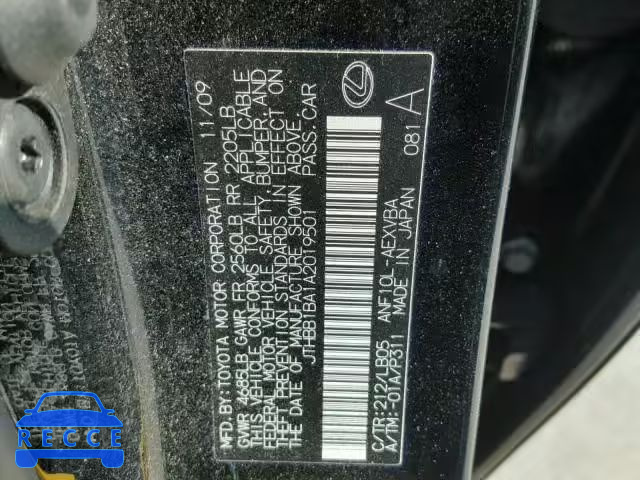 MFD.BY: TOYOTA MOTOR CORPORATION 11/09
GVWR 4685LB GAWR FR 2560LB RR 2205LB
THIS VEHICLE CONFORMS TO ALL APPLICABLE
FEDERAL MOTOR VEHICLE SAFETY, BUMPER, AND
THEFT PREVENTION STANDARDS IN EFFECT ON
THE DATE OF MANUFACTURE SHOWN ABOVE.
JTHBB1BA1A2019501 PASS. CAR
C/TR:212/LB05 ANF10L-AEXVBA
A/TM:-01A/P311 MADE IN JAPAN 081 A